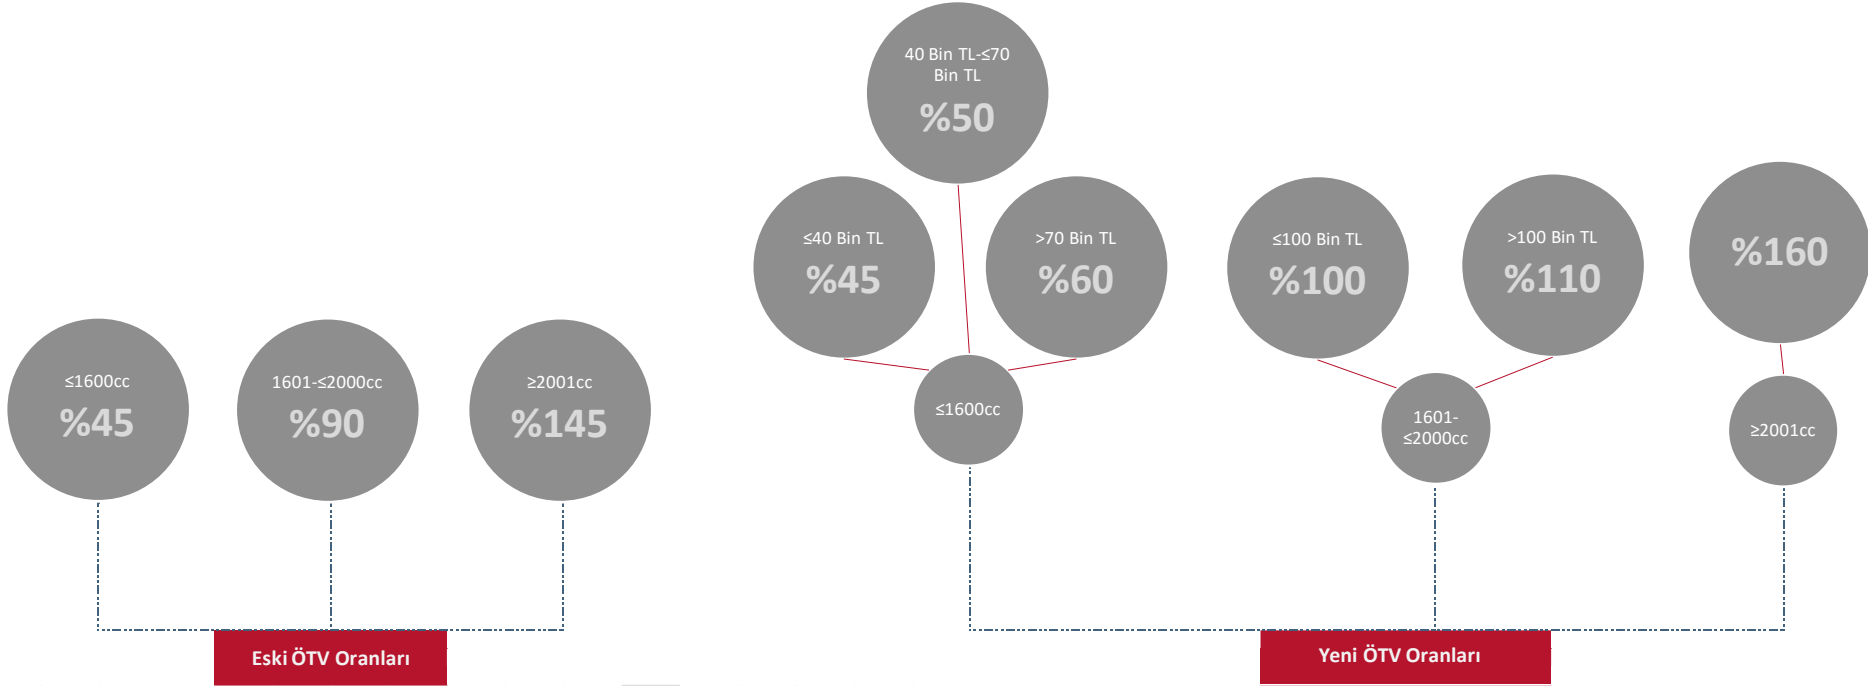 ≤1600cc
%45
1601-≤2000cc
%90
≥2001cc
%145
Eski ÖTV Oranları
40 Bin TL-≤70
Bin TL
%50
≤40 Bin TL
%45
>70 Bin TL
%60
≤1600cc
≤100 Bin TL
%100
>100 Bin TL
%110
1601-
≤2000cc
%160
≥2001cc
Yeni ÖTV Oranları